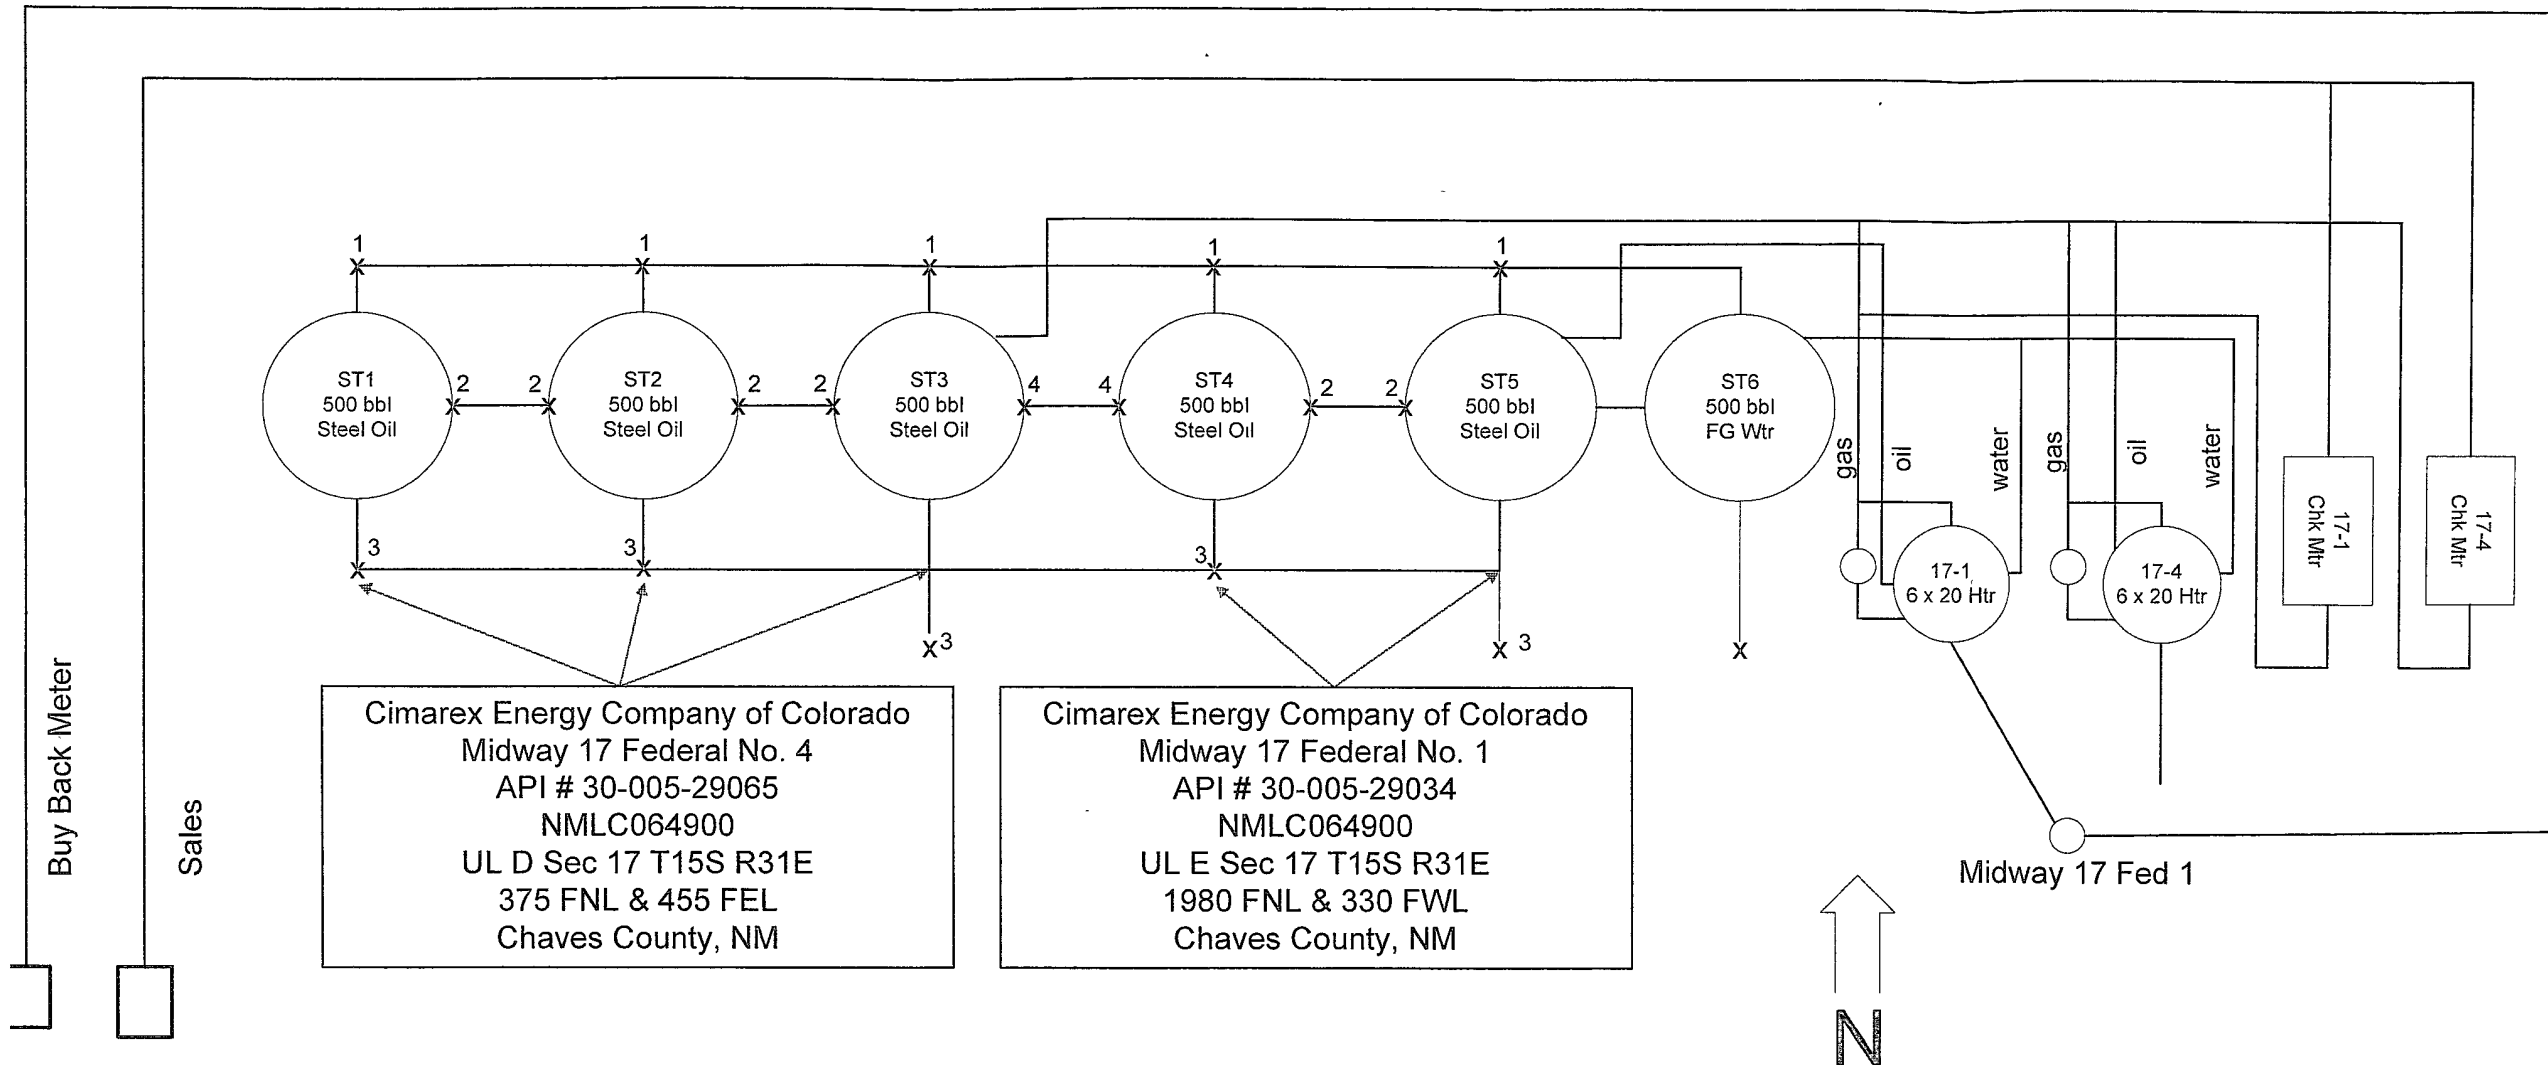 1
1
1
1
1
ST1
500 bbl
Steel Oil
2
2
ST2
500 bbl
Steel Oil
2
2
ST3
500 bbl
Steel Oil
4
4
ST4
500 bbl
Steel Oil
2
2
ST5
500 bbl
Steel Oil
ST6
500 bbl
FG Wtr
gas
oil
water
gas
oil
water
17-1
Chk Mtr
17-4
Chk Mtr
3
3
3
3
3
X
X
X
17-1
6 x 20 Htr
17-4
6 x 20 Htr
Buy Back Meter
Sales
Cimarex Energy Company of Colorado
Midway 17 Federal No. 4
API # 30-005-29065
NMLC064900
UL D Sec 17 T15S R31E
375 FNL & 455 FEL
Chaves County, NM
Cimarex Energy Company of Colorado
Midway 17 Federal No. 1
API # 30-005-29034
NMLC064900
UL E Sec 17 T15S R31E
1980 FNL & 330 FWL
Chaves County, NM
Midway 17 Fed 1
N